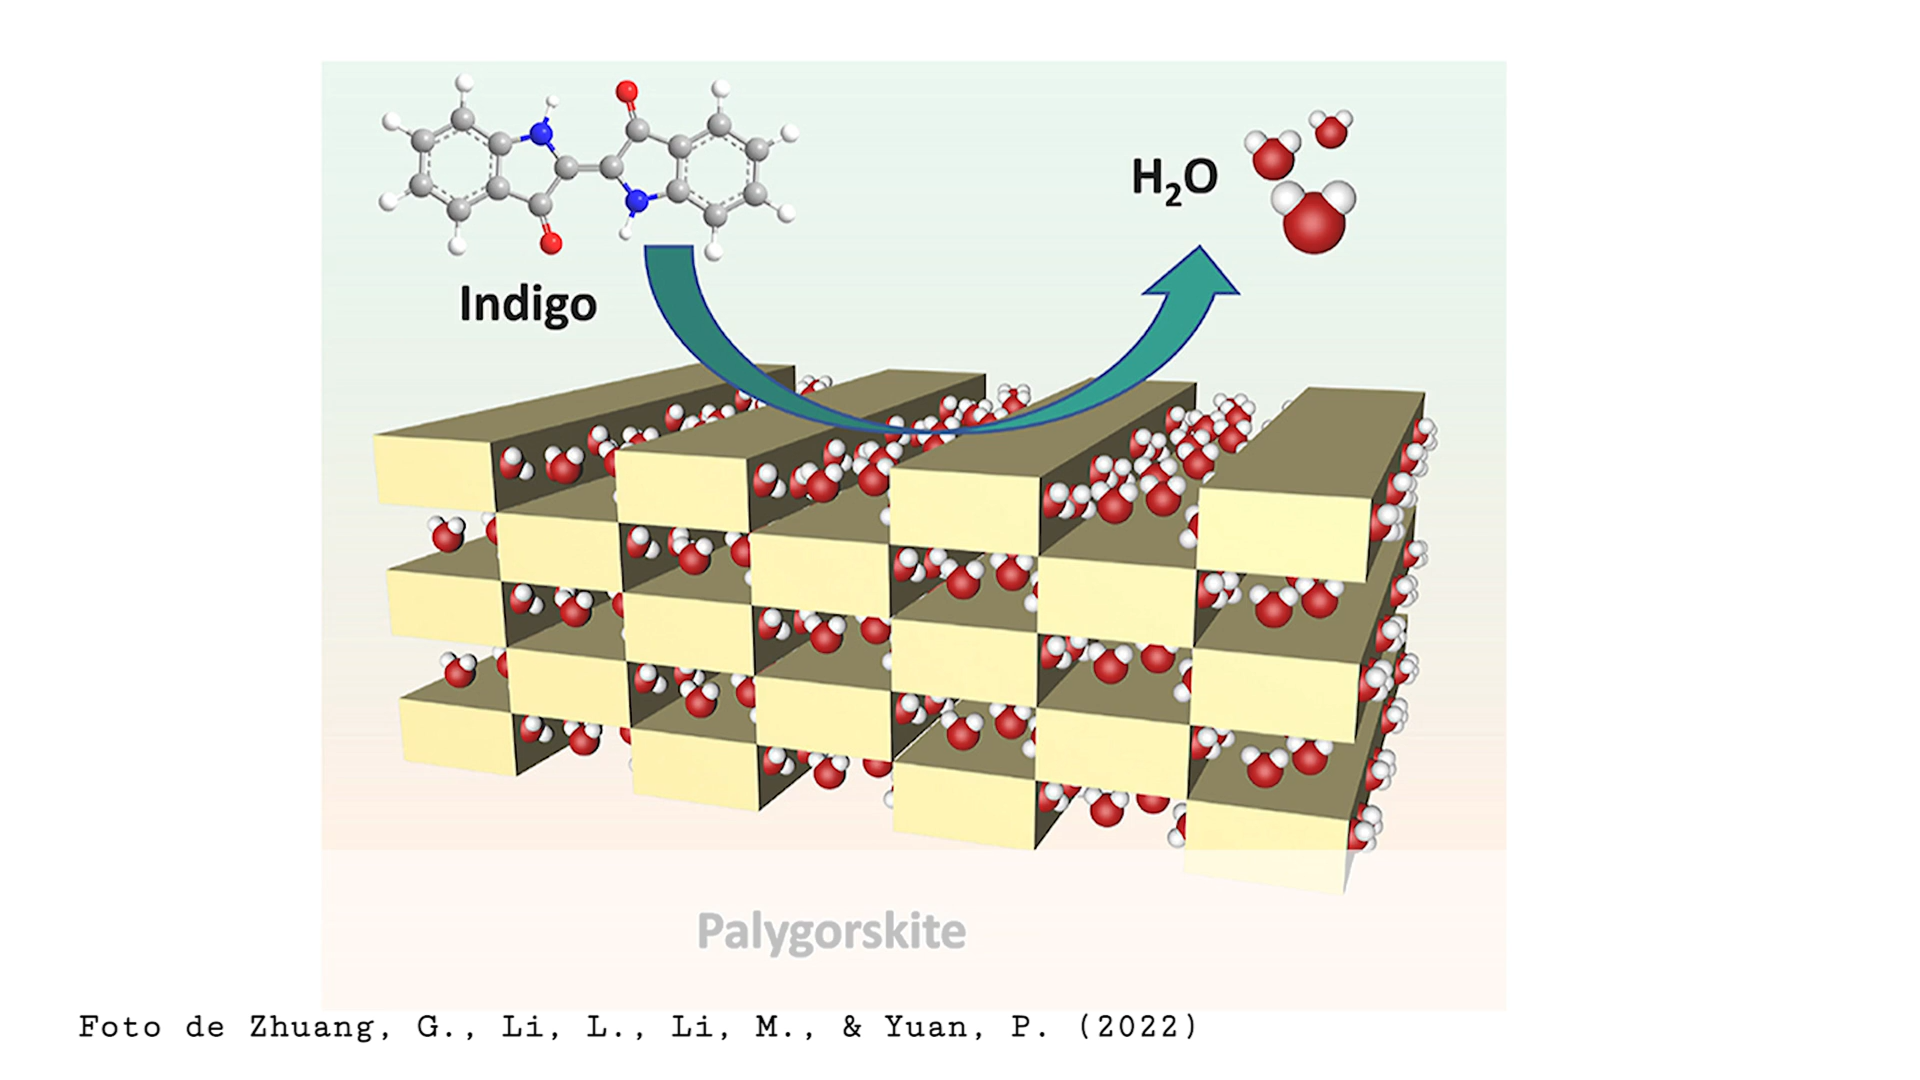 H₂O
Indigo
Palygorskite
Foto de Zhuang, G., Li, L., Li, M., & Yuan, P. (2022)